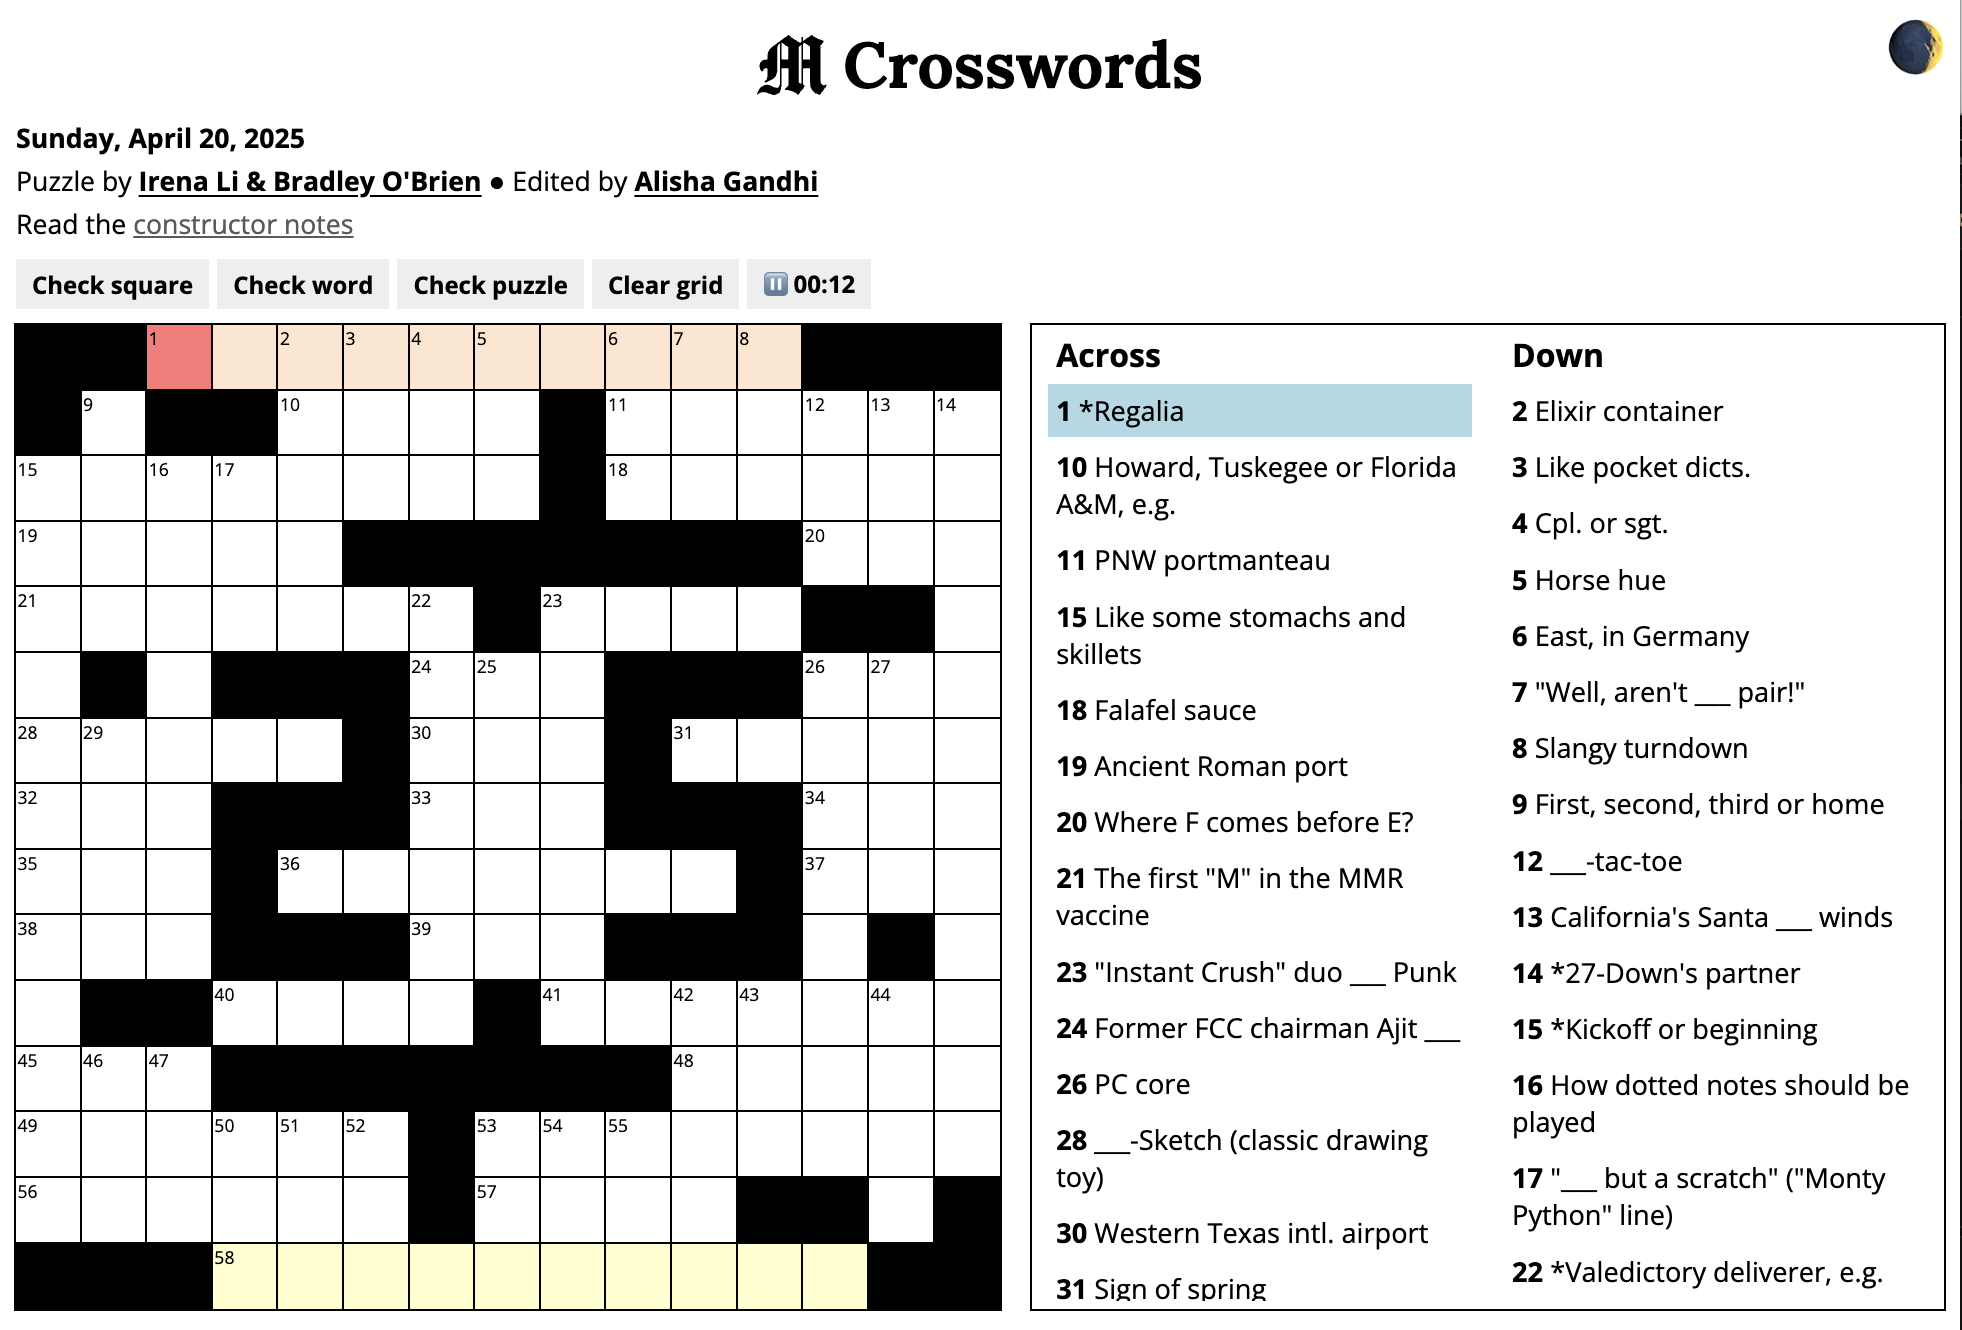 M Crosswords
Sunday, April 20, 2025
Puzzle by Irena Li & Bradley O'Brien ● Edited by Alisha Gandhi
Read the constructor notes
Check square Check word Check puzzle Clear grid 00:12
1 2 3 4 5 6 7 8
9 10 11 12 13 14
15 16 17 18
19 20
21 22 23
24 25 26 27
28 29 30 31
32 33 34
35 36 37
38 39
40 41 42 43 44
45 46 47 48
49 50 51 52 53 54 55
56 57
58
Across
1 *Regalia
10 Howard, Tuskegee or Florida
A&M, e.g.
11 PNW portmanteau
15 Like some stomachs and
skillets
18 Falafel sauce
19 Ancient Roman port
20 Where F comes before E?
21 The first "M" in the MMR
vaccine
23 "Instant Crush" duo ___ Punk
24 Former FCC chairman Ajit ___
26 PC core
28 ___-Sketch (classic drawing
toy)
30 Western Texas intl. airport
31 Sign of spring
Down
2 Elixir container
3 Like pocket dicts.
4 Cpl. or sgt.
5 Horse hue
6 East, in Germany
7 "Well, aren't ___ pair!"
8 Slangy turndown
9 First, second, third or home
12 ___-tac-toe
13 California's Santa ___ winds
14 *27-Down's partner
15 *Kickoff or beginning
16 How dotted notes should be
played
17 "___ but a scratch" ("Monty
Python" line)
22 *Valedictory deliverer, e.g.